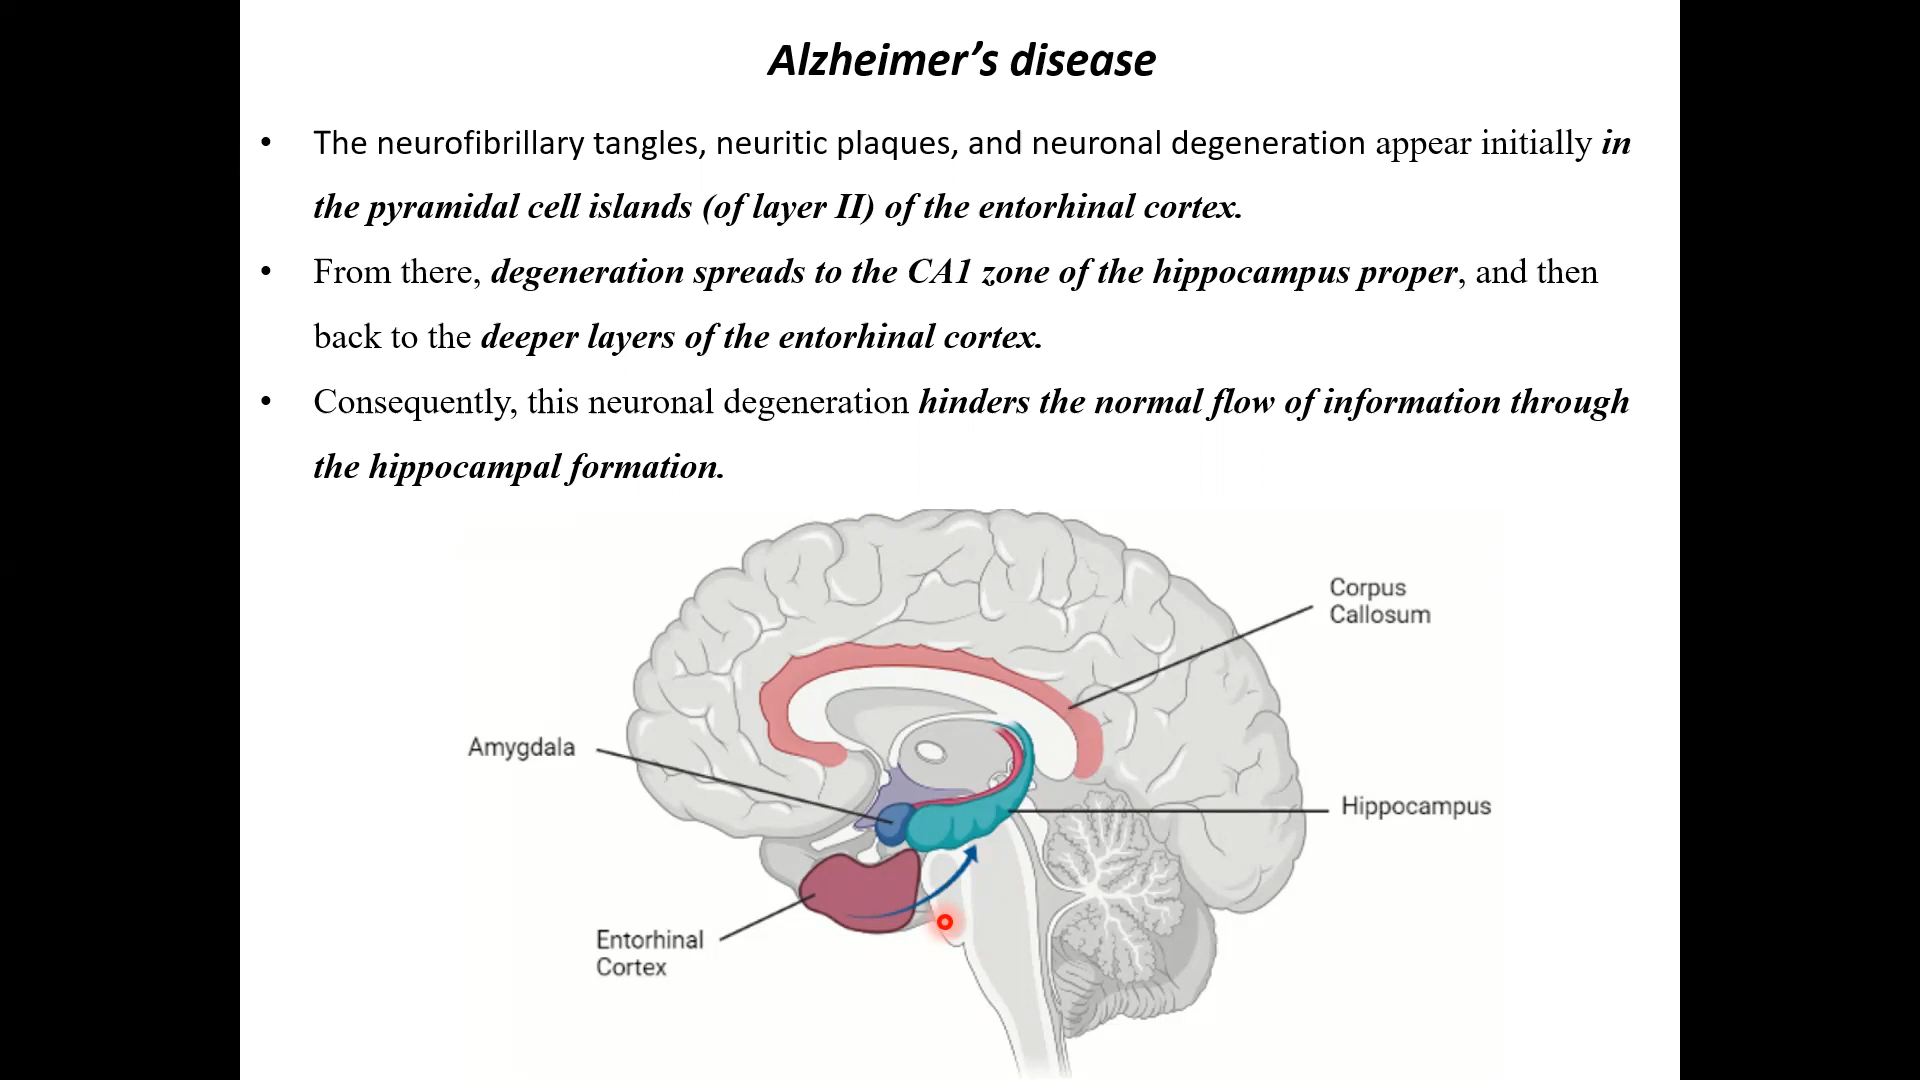 Alzheimer’s disease
• The neurofibrillary tangles, neuritic plaques, and neuronal degeneration appear initially in
the pyramidal cell islands (of layer II) of the entorhinal cortex.
• From there, degeneration spreads to the CA1 zone of the hippocampus proper, and then
back to the deeper layers of the entorhinal cortex.
• Consequently, this neuronal degeneration hinders the normal flow of information through
the hippocampal formation.
Corpus
Callosum
Amygdala
Hippocampus
Entorhinal
Cortex